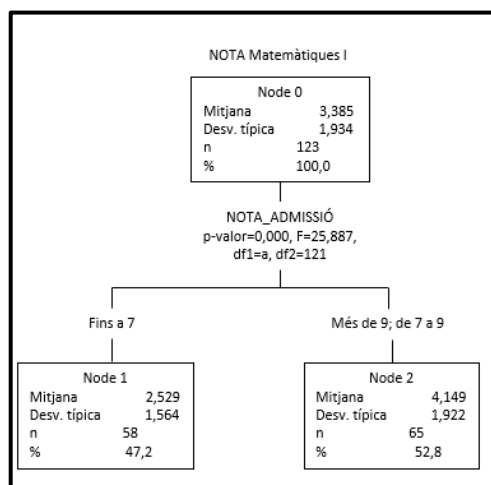 NOTA Matemàtiques I
Node 0
Mitjana 3,385
Desv. típica 1,934
n 123
% 100,0
NOTA_ADMISSIÓ
p-valor=0,000, F=25,887,
df1=a, df2=121
Fins a 7
Més de 9; de 7 a 9
Node 1
Mitjana 2,529
Desv. típica 1,564
n 58
% 47,2
Node 2
Mitjana 4,149
Desv. típica 1,922
n 65
% 52,8